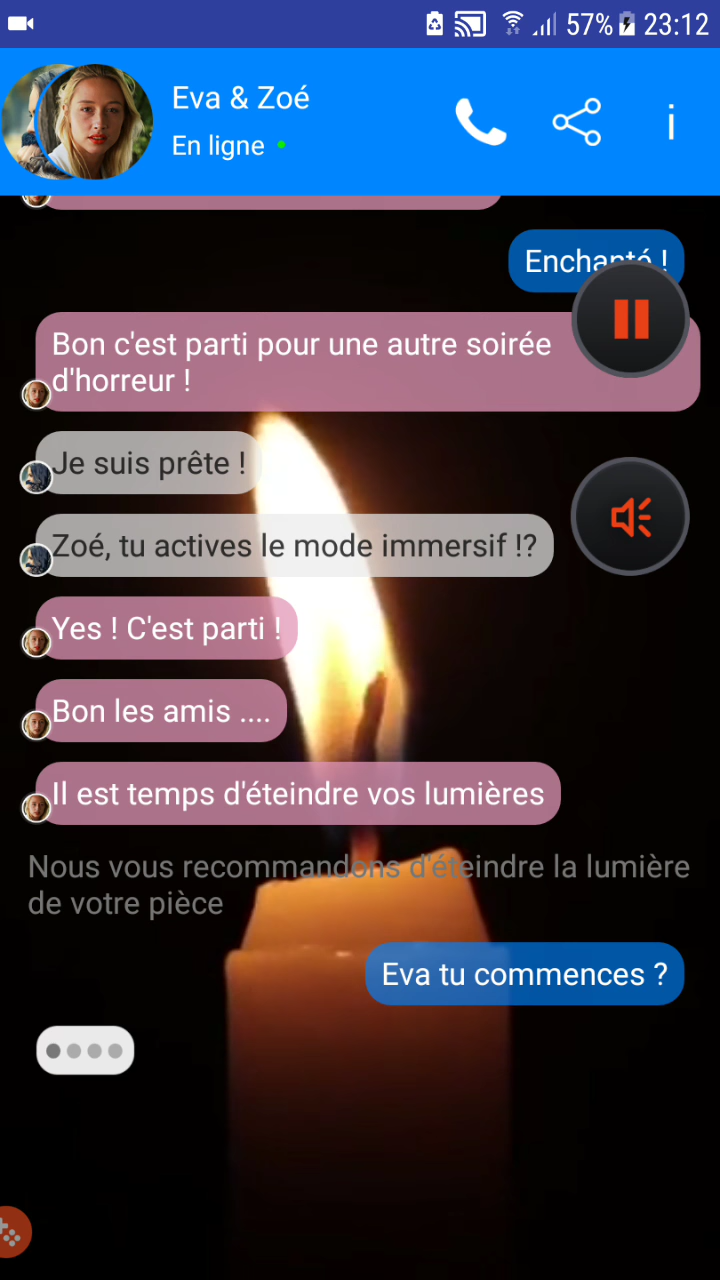 57% 23:12
Eva & Zoé
En ligne
Enchanté !
Bon c'est parti pour une autre soirée
d'horreur !
Je suis prête !
Zoé, tu actives le mode immersif !?
Yes ! C'est parti !
Bon les amis ....
Il est temps d'éteindre vos lumières
Nous vous recommandons d'éteindre la lumière
de votre pièce
Eva tu commences ?